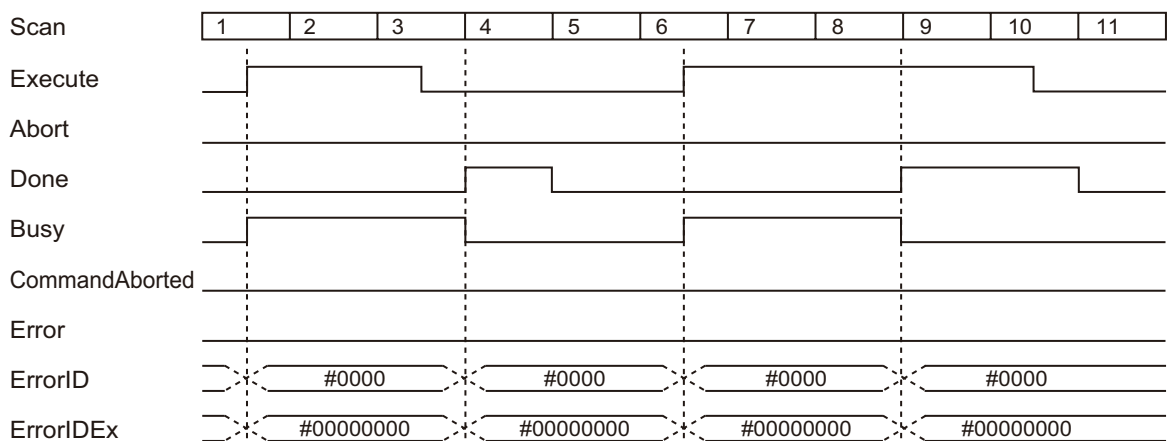 Scan 1 2 3 4 5 6 7 8 9 10 11
Execute
Abort
Done
Busy
CommandAborted
Error
ErrorID #0000 #0000 #0000 #0000
ErrorIDEx #00000000 #00000000 #00000000 #00000000